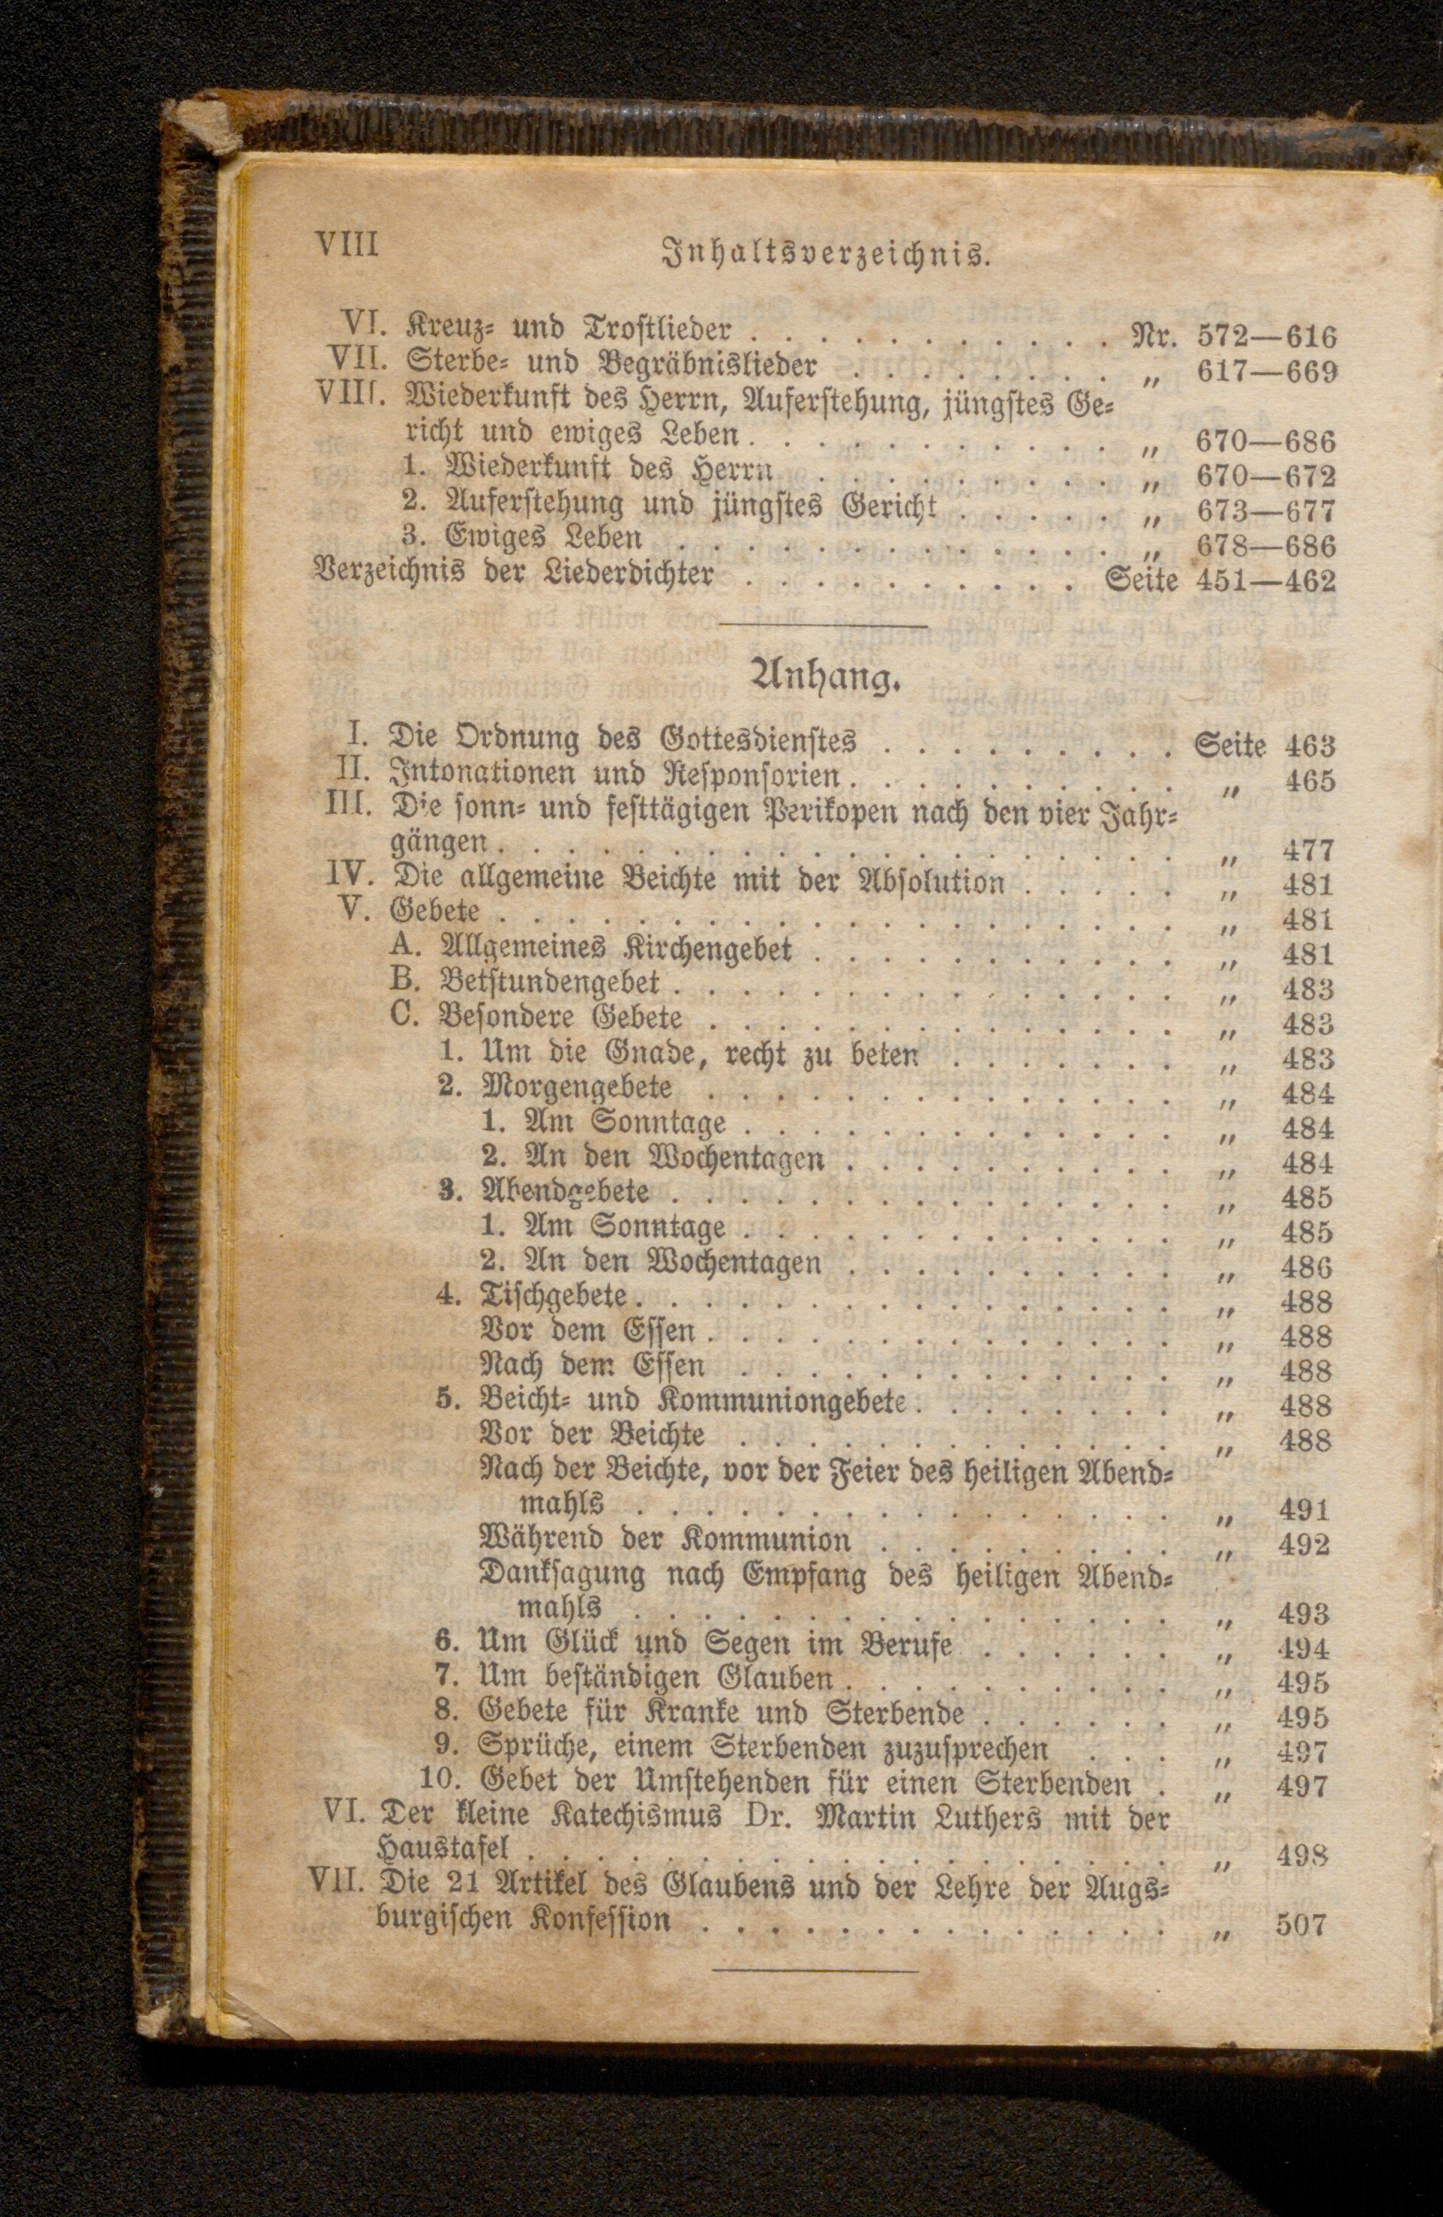 VIII Inhaltsverzeichnis.
VI. Kreuz- und Trostlieder . . . . . . . . . . . Nr. 572—616
VII. Sterbe- und Begräbnislieder . . . . . . . . „ 617—669
VIII. Wiederkunft des Herrn, Auferstehung, jüngstes Ge-
richt und ewiges Leben . . . . . . . . . . . „ 670—686
1. Wiederkunft des Herrn . . . . . . . . . „ 670—672
2. Auferstehung und jüngstes Gericht . . . . . „ 673—677
3. Ewiges Leben . . . . . . . . . . . . . „ 678—686
Verzeichnis der Liederdichter . . . . . . . . . . Seite 451—462
Anhang.
I. Die Ordnung des Gottesdienstes . . . . . . . . . Seite 463
II. Intonationen und Responsorien . . . . . . . . . . „ 465
III. Die sonn- und festtägigen Perikopen nach den vier Jahr-
gängen . . . . . . . . . . . . . . . . . . . . „ 477
IV. Die allgemeine Beichte mit der Absolution . . . . . „ 481
V. Gebete . . . . . . . . . . . . . . . . . . . . „ 481
A. Allgemeines Kirchengebet . . . . . . . . . . . „ 481
B. Betstundengebet . . . . . . . . . . . . . . . „ 483
C. Besondere Gebete . . . . . . . . . . . . . . „ 483
1. Um die Gnade, recht zu beten . . . . . . . „ 483
2. Morgengebete . . . . . . . . . . . . . . „ 484
1. Am Sonntage . . . . . . . . . . . . . „ 484
2. An den Wochentagen . . . . . . . . . . „ 484
3. Abendgebete . . . . . . . . . . . . . . . „ 485
1. Am Sonntage . . . . . . . . . . . . . „ 485
2. An den Wochentagen . . . . . . . . . . „ 486
4. Tischgebete . . . . . . . . . . . . . . . . „ 488
Vor dem Essen . . . . . . . . . . . . . . „ 488
Nach dem Essen . . . . . . . . . . . . . „ 488
5. Beicht- und Kommuniongebete . . . . . . . . „ 488
Vor der Beichte . . . . . . . . . . . . . „ 488
Nach der Beichte, vor der Feier des heiligen Abend-
mahls . . . . . . . . . . . . . . . . „ 491
Während der Kommunion . . . . . . . . . „ 492
Danksagung nach Empfang des heiligen Abend-
mahls . . . . . . . . . . . . . . . . „ 493
6. Um Glück und Segen im Berufe . . . . . . „ 494
7. Um beständigen Glauben . . . . . . . . . . „ 495
8. Gebete für Kranke und Sterbende . . . . . . „ 495
9. Sprüche, einem Sterbenden zuzusprechen . . . „ 497
10. Gebet der Umstehenden für einen Sterbenden . „ 497
VI. Der kleine Katechismus Dr. Martin Luthers mit der
Haustafel . . . . . . . . . . . . . . . . . . . „ 498
VII. Die 21 Artikel des Glaubens und der Lehre der Augs-
burgischen Konfession . . . . . . . . . . . . . . „ 507